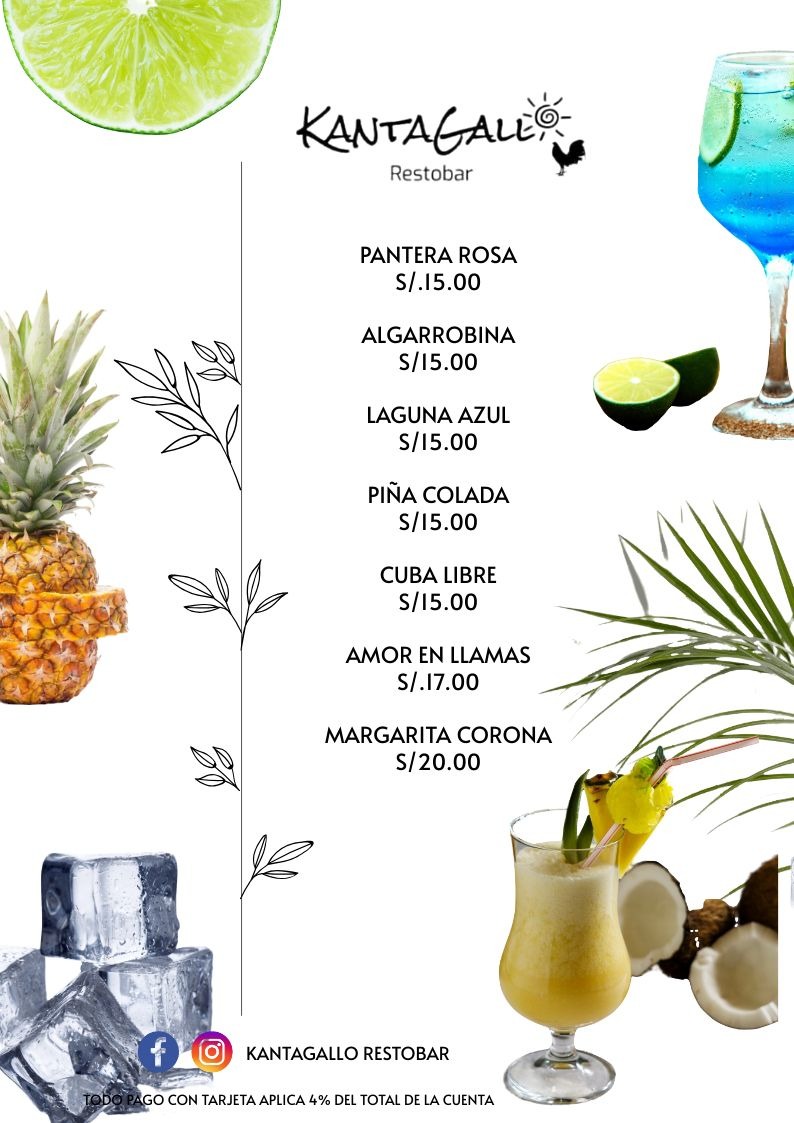 KANTAGALLO
Restobar
PANTERA ROSA
S/.15.00
ALGARROBINA
S/15.00
LAGUNA AZUL
S/15.00
PIÑA COLADA
S/15.00
CUBA LIBRE
S/15.00
AMOR EN LLAMAS
S/.17.00
MARGARITA CORONA
S/20.00
KANTAGALLO RESTOBAR
TODO PAGO CON TARJETA APLICA 4% DEL TOTAL DE LA CUENTA